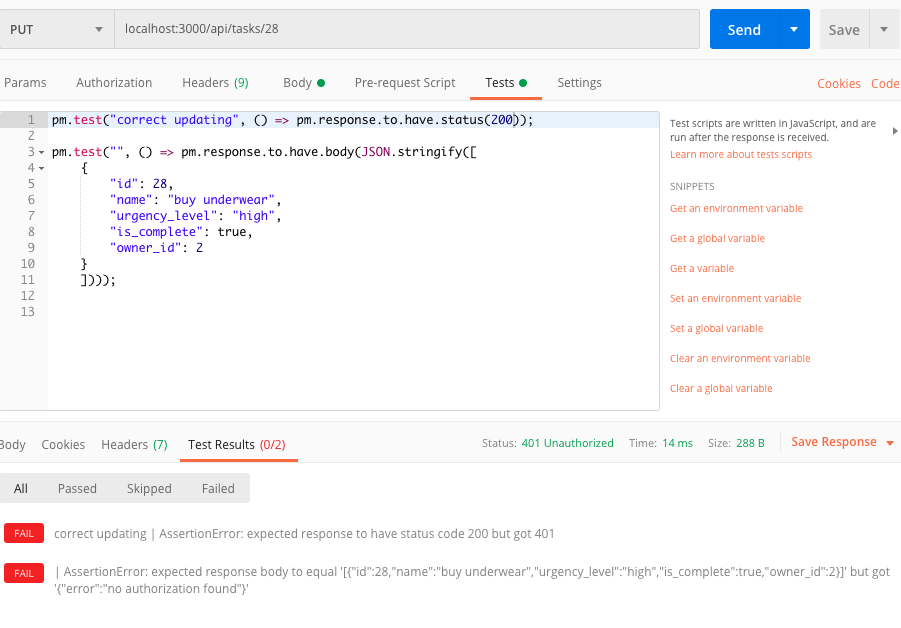 PUT localhost:3000/api/tasks/28 Send Save
Params Authorization Headers (9) Body Pre-request Script Tests Settings Cookies Code
1 pm.test("correct updating", () => pm.response.to.have.status(200));
2
3 pm.test("", () => pm.response.to.have.body(JSON.stringify([
4 {
5 "id": 28,
6 "name": "buy underwear",
7 "urgency_level": "high",
8 "is_complete": true,
9 "owner_id": 2
10 }
11 ])));
12
13
Test scripts are written in JavaScript, and are
run after the response is received.
Learn more about tests scripts
SNIPPETS
Get an environment variable
Get a global variable
Get a variable
Set an environment variable
Set a global variable
Clear an environment variable
Clear a global variable
Body Cookies Headers (7) Test Results (0/2) Status: 401 Unauthorized Time: 14 ms Size: 288 B Save Response
All Passed Skipped Failed
FAIL correct updating | AssertionError: expected response to have status code 200 but got 401
FAIL | AssertionError: expected response body to equal '[{"id":28,"name":"buy underwear","urgency_level":"high","is_complete":true,"owner_id":2}]' but got
'{"error":"no authorization found"}'